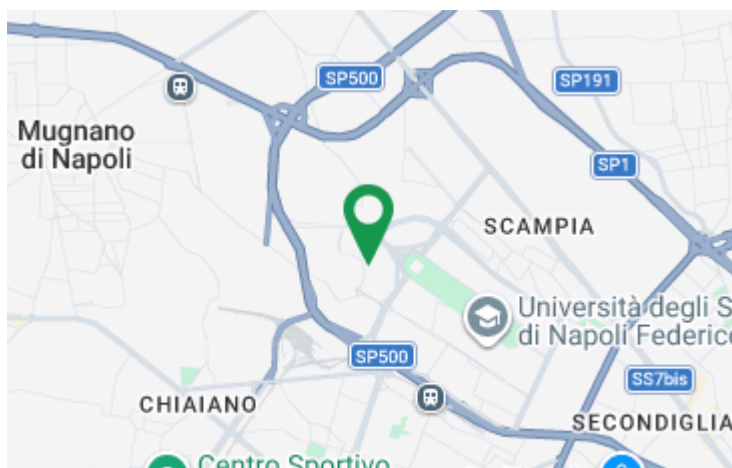 SP500
SP191
Mugnano
di Napoli
SP1
SCAMPIA
Università degli S
di Napoli Federico
SP500
SS7bis
CHIAIANO
SECONDIGLIA
Centro Sportivo